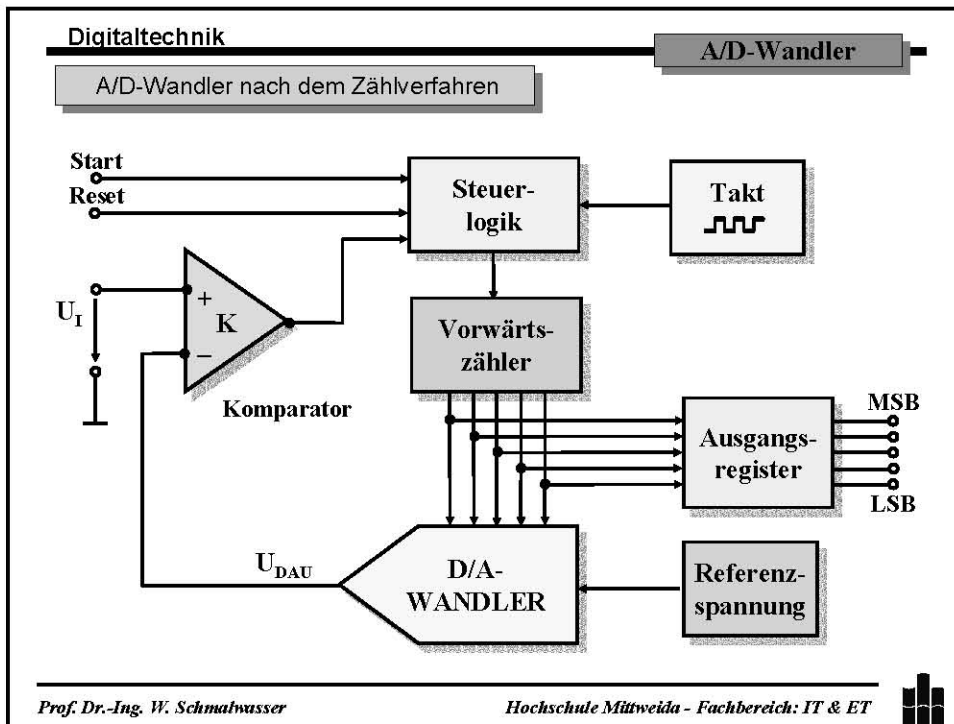 Digitaltechnik
A/D-Wandler
A/D-Wandler nach dem Zählverfahren
Start
Reset
Steuer-
logik
Takt
U_I
+
K
−
Komparator
Vorwärts-
zähler
MSB
Ausgangs-
register
LSB
U_DAU
D/A-
WANDLER
Referenz-
spannung
Prof. Dr.-Ing. W. Schmalwasser
Hochschule Mittweida - Fachbereich: IT & ET